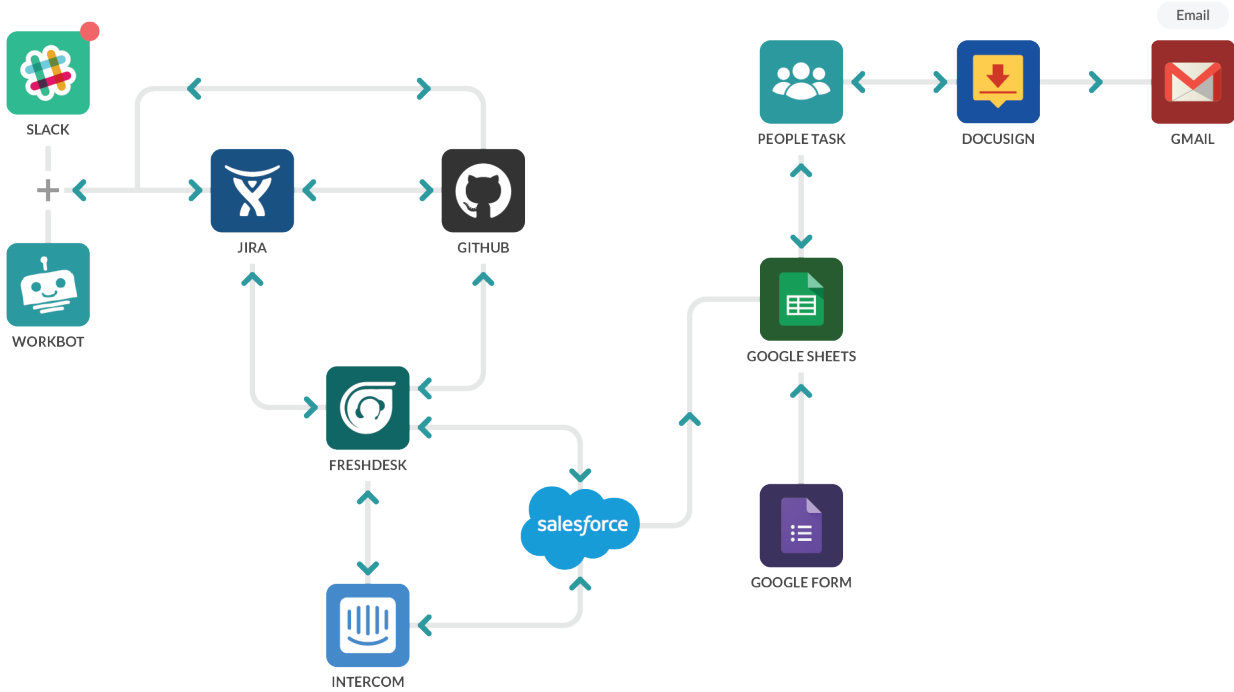 Email
SLACK
PEOPLE TASK
DOCUSIGN
GMAIL
JIRA
GITHUB
WORKBOT
GOOGLE SHEETS
FRESHDESK
salesforce
GOOGLE FORM
INTERCOM